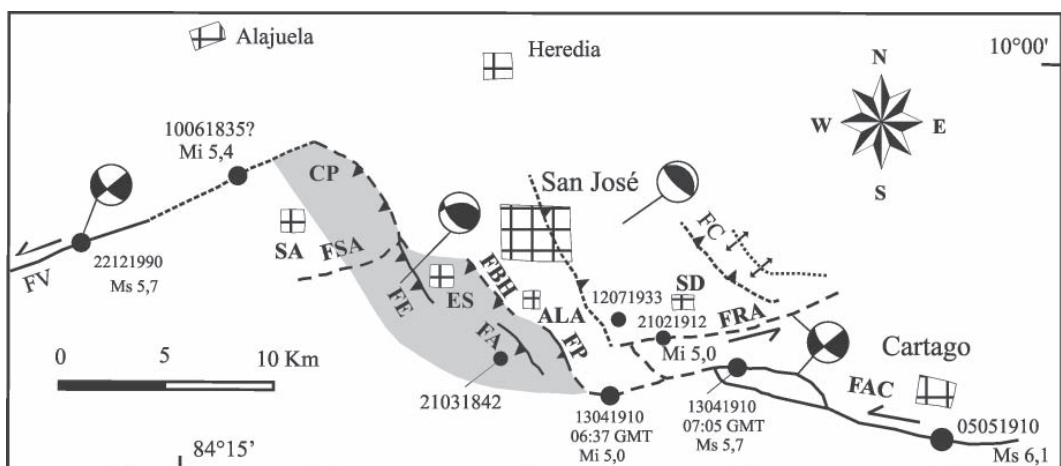 Alajuela
Heredia
10°00'
N
W
E
S
10061835?
Mi 5,4
CP
San José
FC
SA
FSA
FV
22121990
Ms 5,7
FE
ES
FBH
ALA
SD
12071933
21021912
FRA
Mi 5,0
FA
FP
Cartago
FAC
0
5
10 Km
21031842
13041910
06:37 GMT
Mi 5,0
13041910
07:05 GMT
Ms 5,7
05051910
Ms 6,1
84°15'